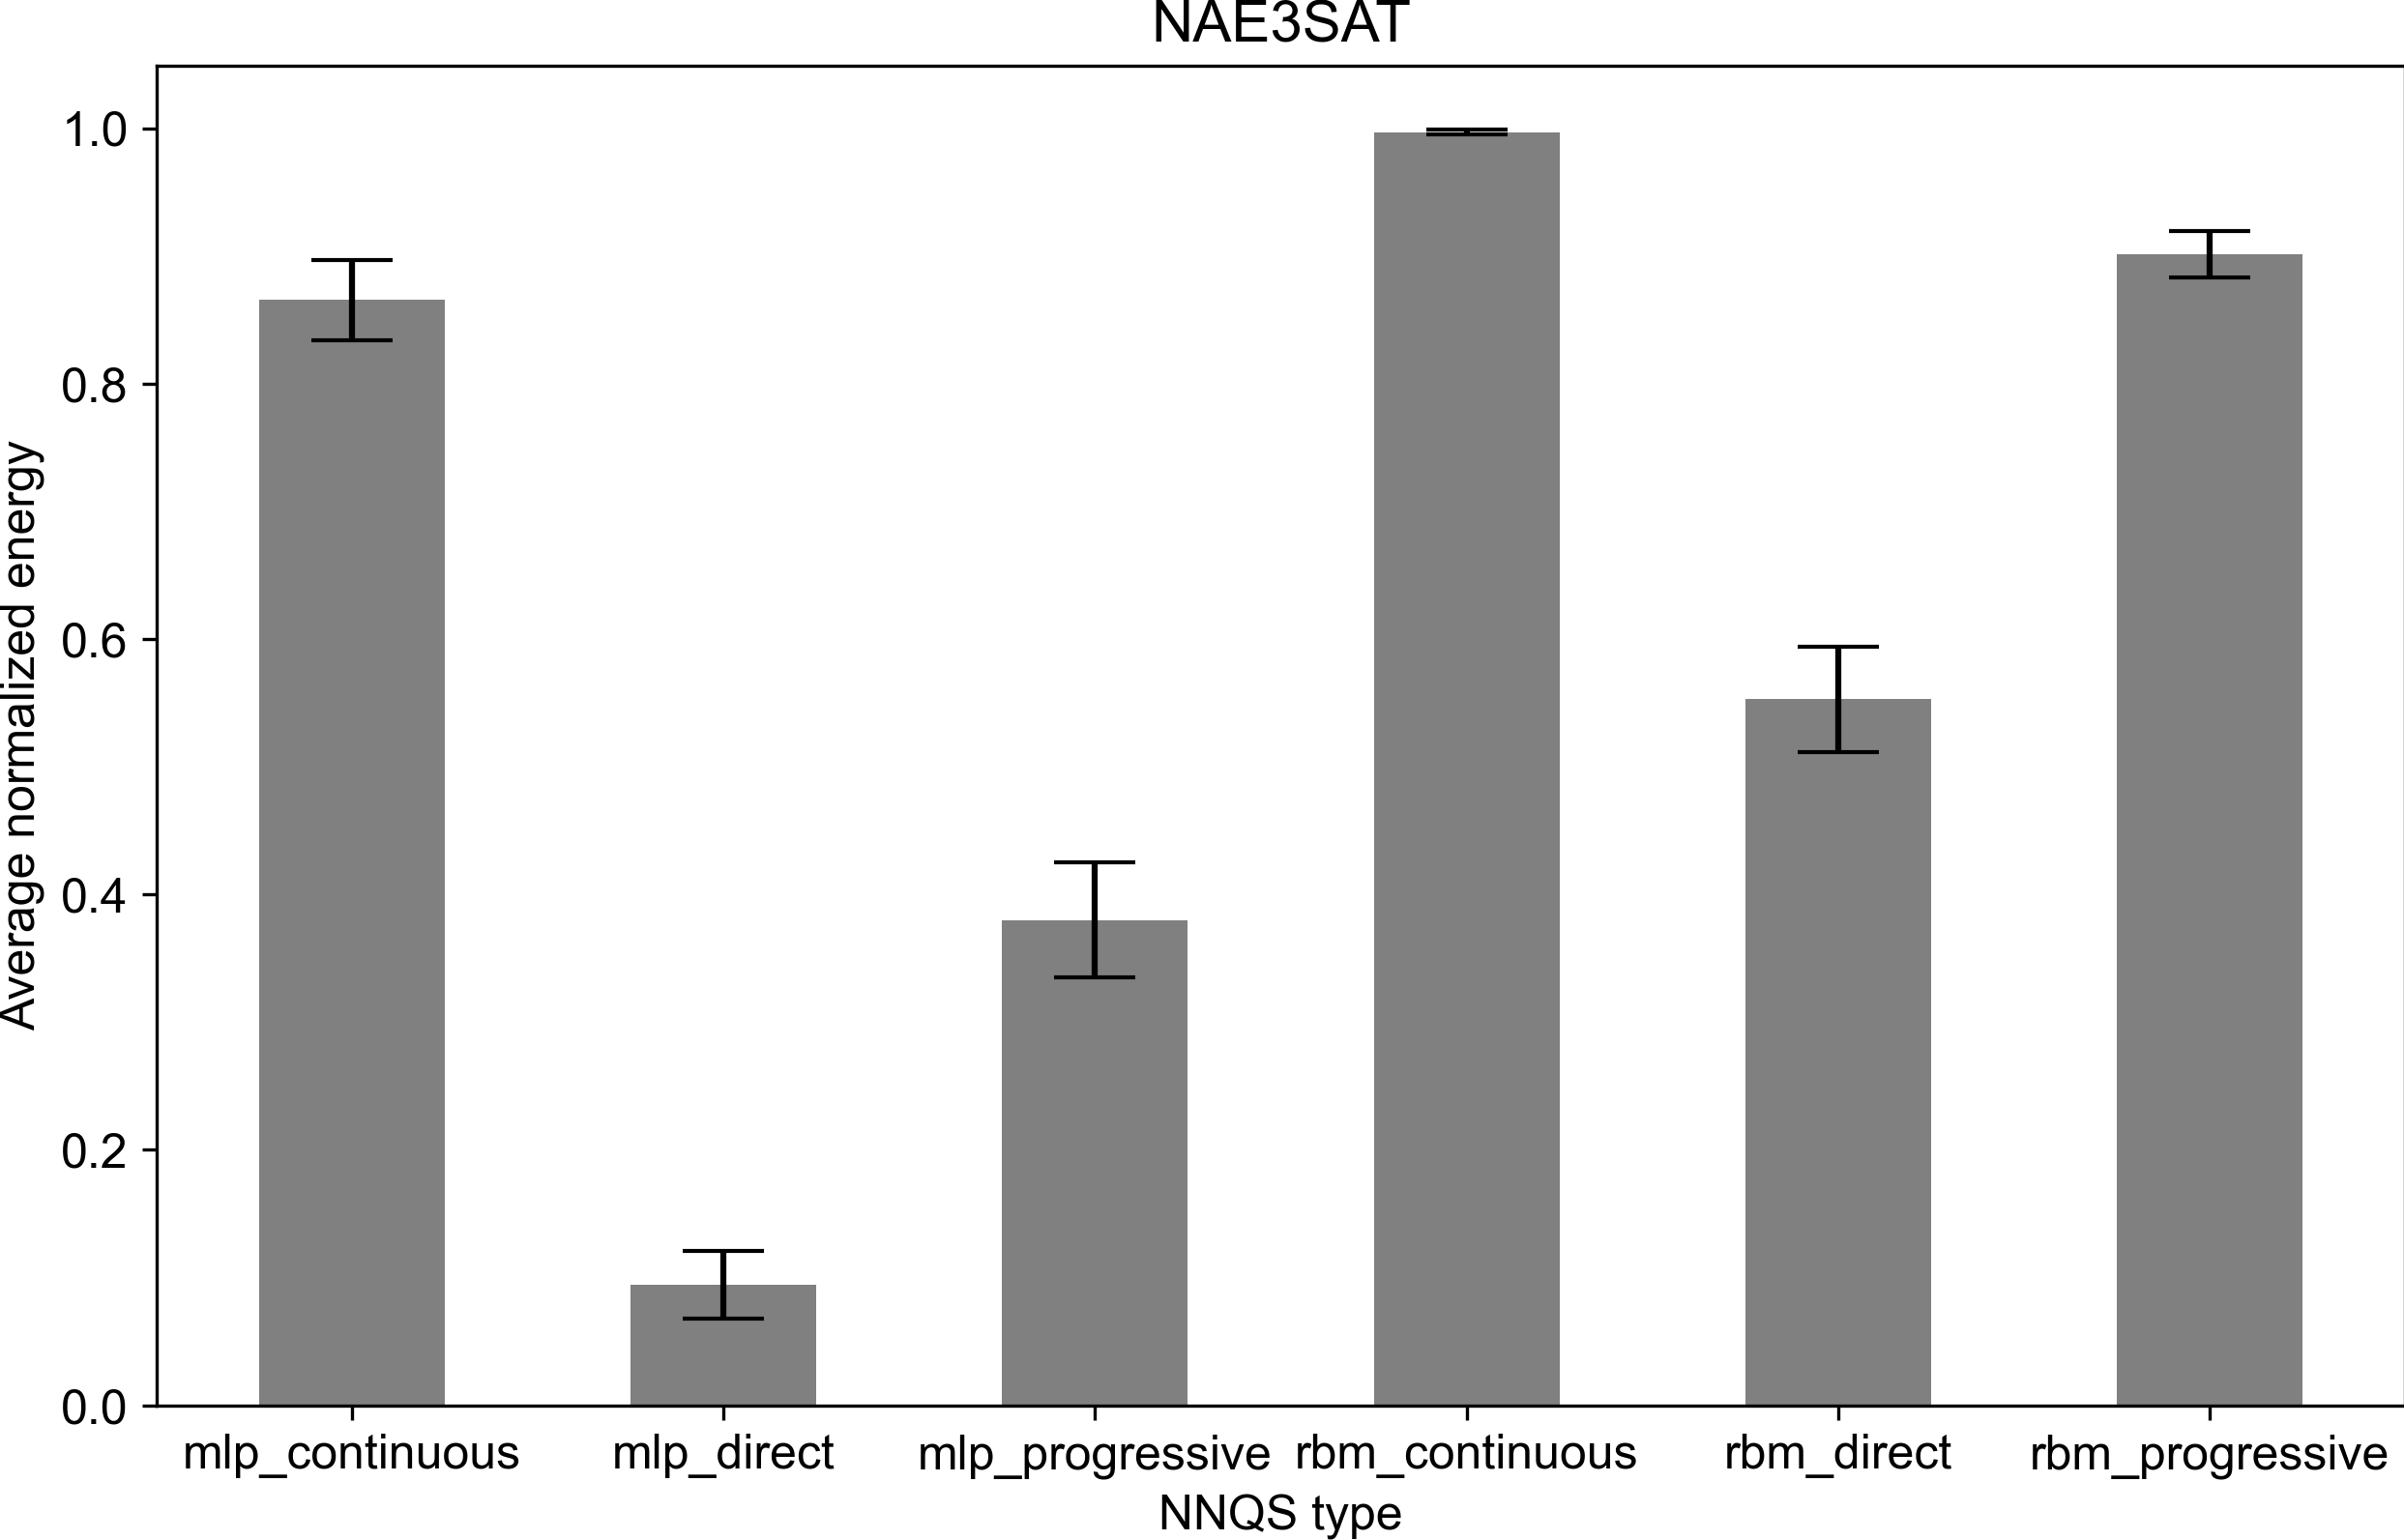 NAE3SAT
Average normalized energy
1.0
0.8
0.6
0.4
0.2
0.0
mlp_continuous mlp_direct mlp_progressive rbm_continuous rbm_direct rbm_progressive
NNQS type